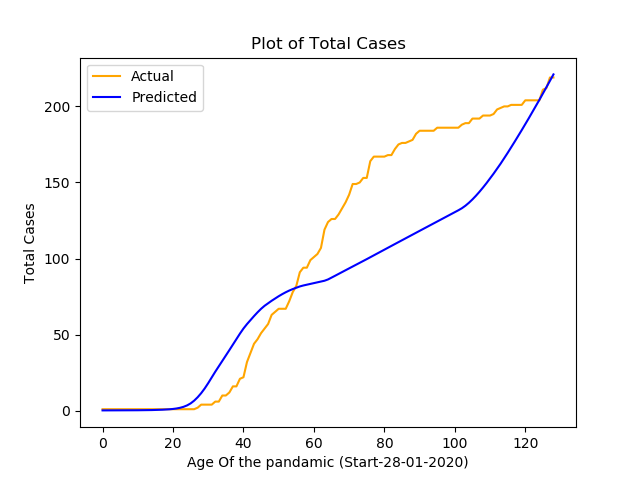 Plot of Total Cases
Actual
Predicted
Total Cases
200
150
100
50
0
0 20 40 60 80 100 120
Age Of the pandamic (Start-28-01-2020)